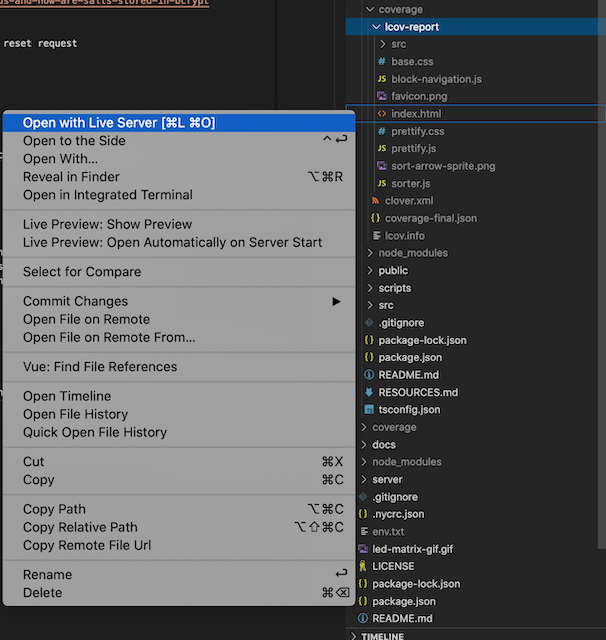 us-and-how-are-salts-stored-in-bcrypt
reset request
Open with Live Server [⌘L ⌘O]
Open to the Side ^↩
Open With...
Reveal in Finder ⌥⌘R
Open in Integrated Terminal
Live Preview: Show Preview
Live Preview: Open Automatically on Server Start
Select for Compare
Commit Changes
Open File on Remote
Open File on Remote From...
Vue: Find File References
Open Timeline
Open File History
Quick Open File History
Cut ⌘X
Copy ⌘C
Copy Path ⌥⌘C
Copy Relative Path ⌥⇧⌘C
Copy Remote File Url
Rename ↩
Delete ⌘⌫
coverage
lcov-report
src
# base.css
JS block-navigation.js
favicon.png
<> index.html
# prettify.css
JS prettify.js
sort-arrow-sprite.png
JS sorter.js
clover.xml
{} coverage-final.json
lcov.info
node_modules
public
scripts
src
.gitignore
{} package-lock.json
{} package.json
README.md
RESOURCES.md
TS tsconfig.json
coverage
docs
node_modules
server
.gitignore
{} .nycrc.json
env.txt
led-matrix-gif.gif
LICENSE
{} package-lock.json
{} package.json
README.md
TIMELINE